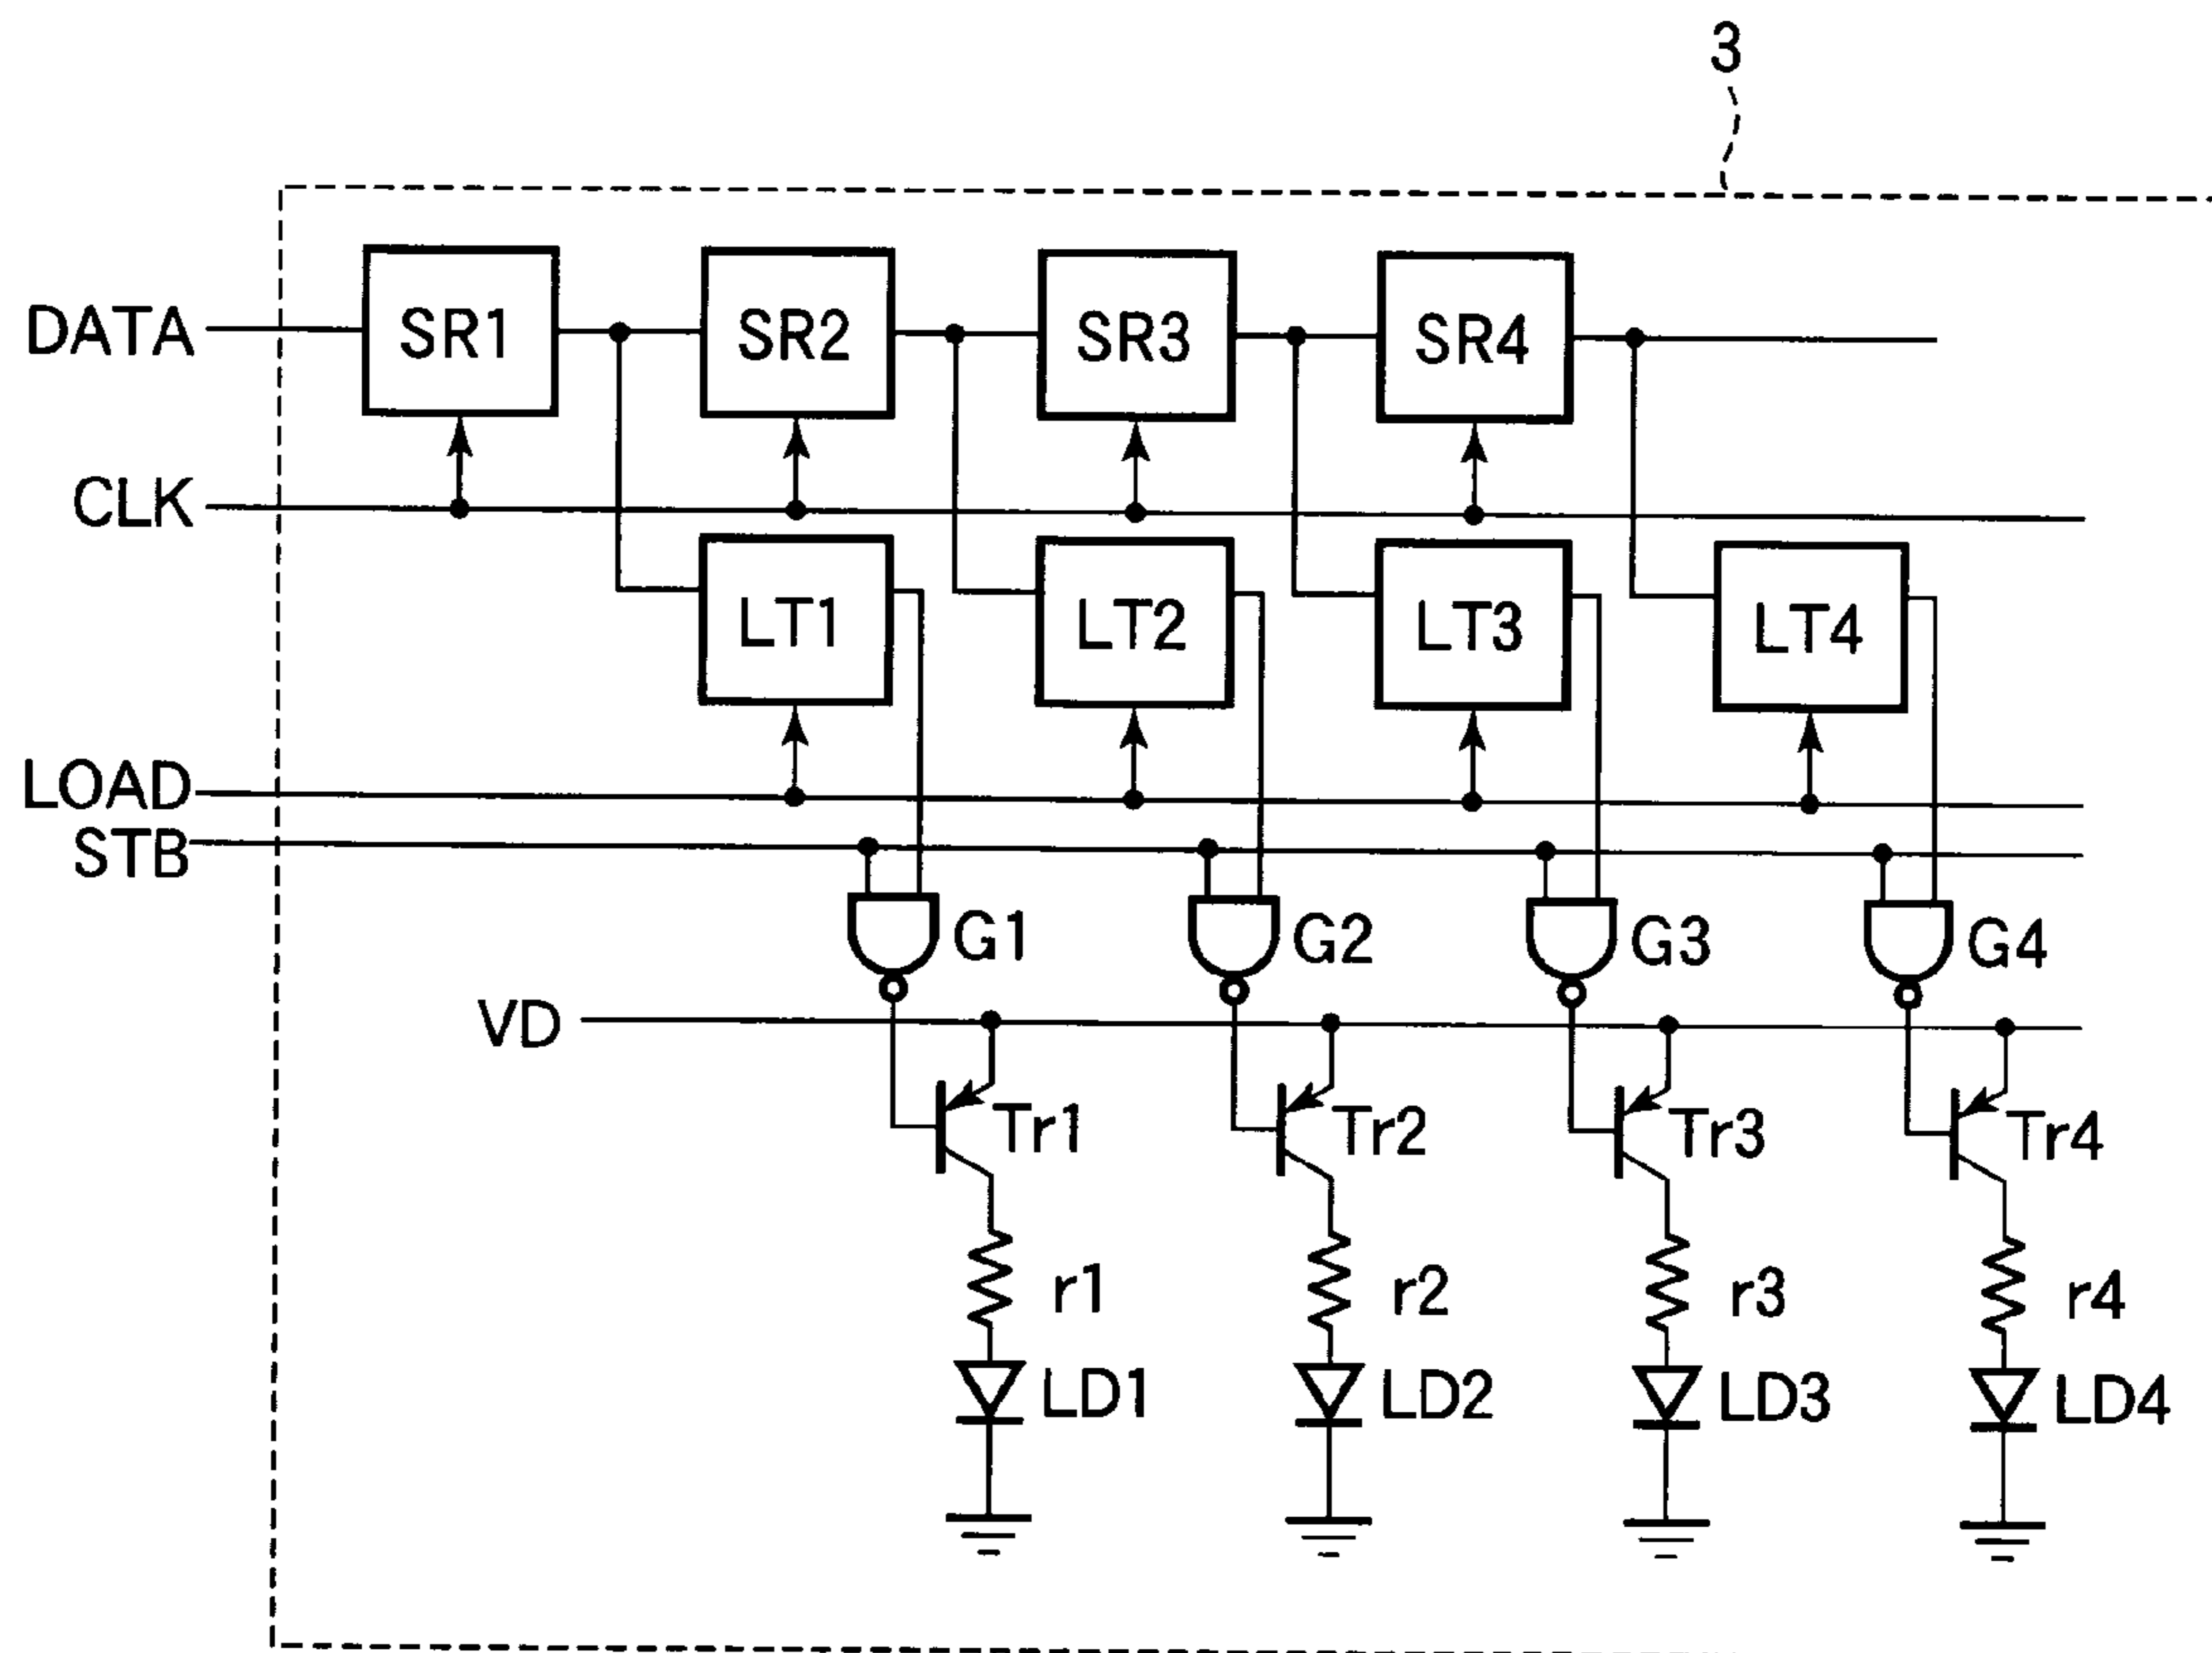 3
DATA SR1 SR2 SR3 SR4
CLK
LT1 LT2 LT3 LT4
LOAD
STB
G1 G2 G3 G4
VD
Tr1 Tr2 Tr3 Tr4
r1 r2 r3 r4
LD1 LD2 LD3 LD4